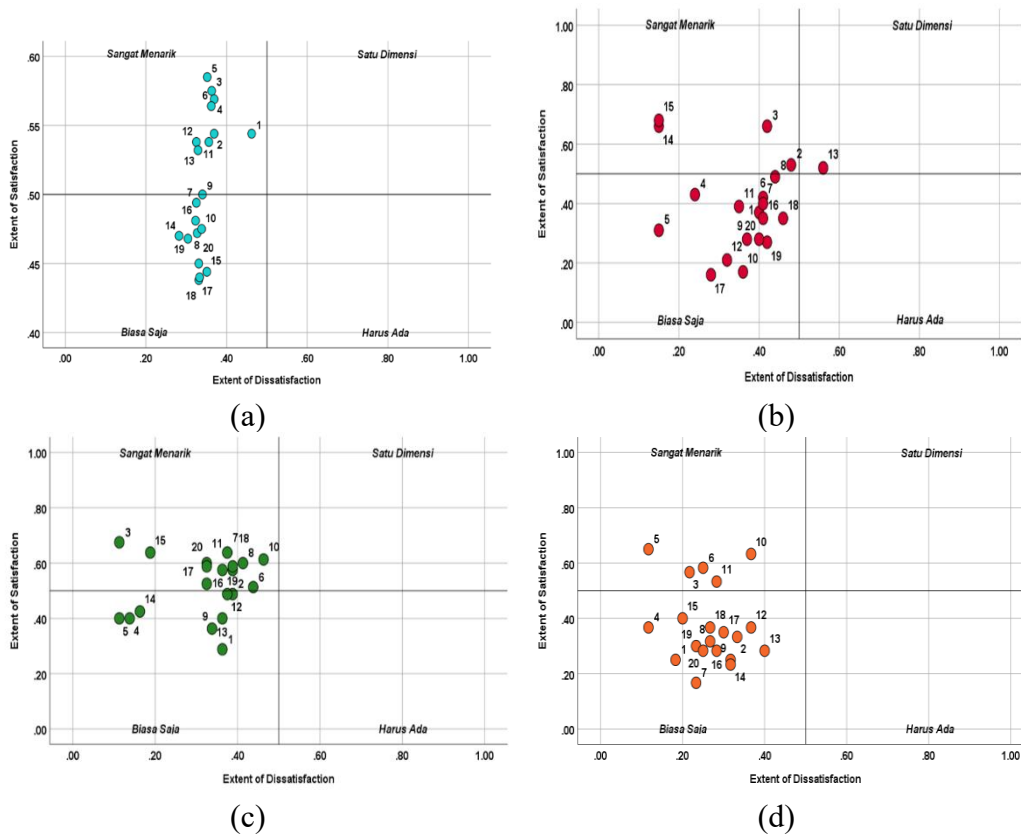 Sangat Menarik Satu Dimensi
.60
5
3
6
4
.55
12 1
11 2
13
Extent of Satisfaction
.50
9
7
16
10
14
19 8 20
.45
15
18 17
Biasa Saja Harus Ada
.40
.00 .20 .40 .60 .80 1.00
Extent of Dissatisfaction
(a)
1.00
Sangat Menarik Satu Dimensi
.80
15
14
3
.60
2
8 13
6
7
4 11
.40
1 16 18
5
9 20
19
12
10
.20
17
Extent of Satisfaction
.00
Biasa Saja Harus Ada
.00 .20 .40 .60 .80 1.00
Extent of Dissatisfaction
(b)
1.00
Sangat Menarik Satu Dimensi
.80
3 15
20 11 7 18
8 10
.60
17
16 19 2 6
12
14
.40
5 4 9
13
1
.20
Extent of Satisfaction
.00
Biasa Saja Harus Ada
.00 .20 .40 .60 .80 1.00
Extent of Dissatisfaction
(c)
1.00
Sangat Menarik Satu Dimensi
.80
5 10
6
.60
3 11
15
.40
4 18 17 12
8
19 13
1 9 2
20 16
7 14
.20
Extent of Satisfaction
.00
Biasa Saja Harus Ada
.00 .20 .40 .60 .80 1.00
Extent of Dissatisfaction
(d)